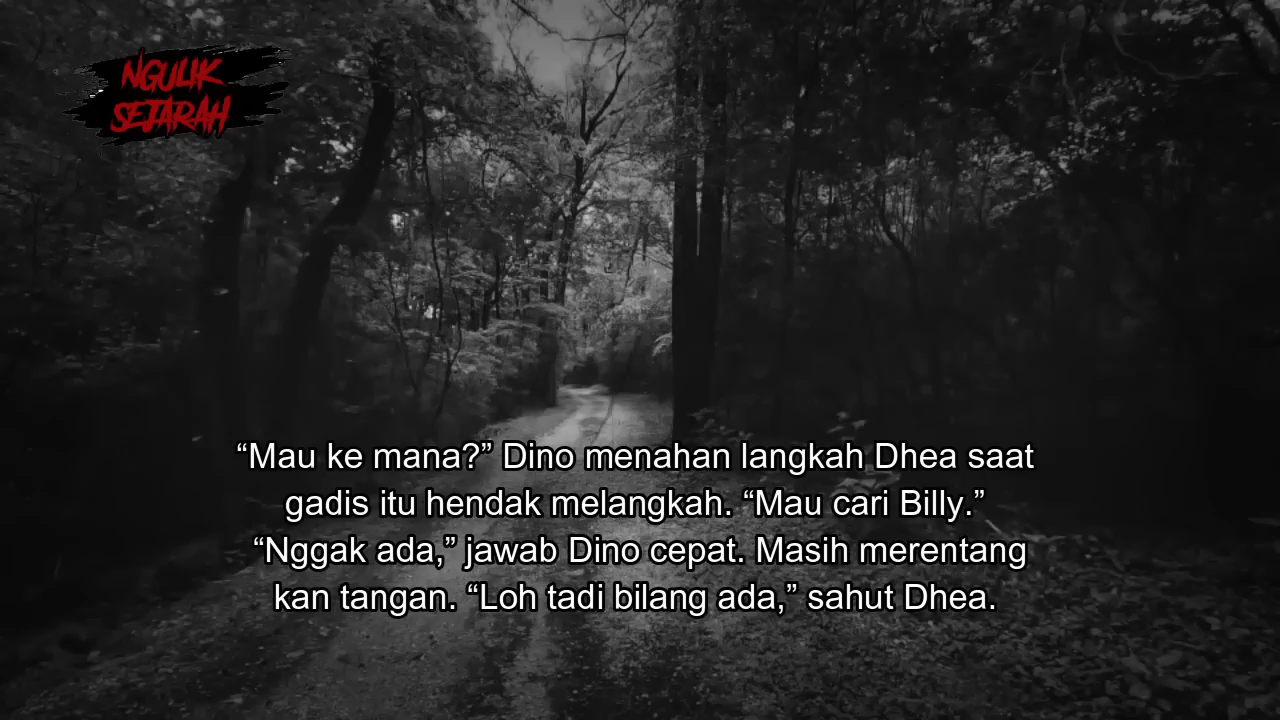 NGULIK
SEJARAH
“Mau ke mana?” Dino menahan langkah Dhea saat
gadis itu hendak melangkah. “Mau cari Billy.”
“Nggak ada,” jawab Dino cepat. Masih merentang
kan tangan. “Loh tadi bilang ada,” sahut Dhea.